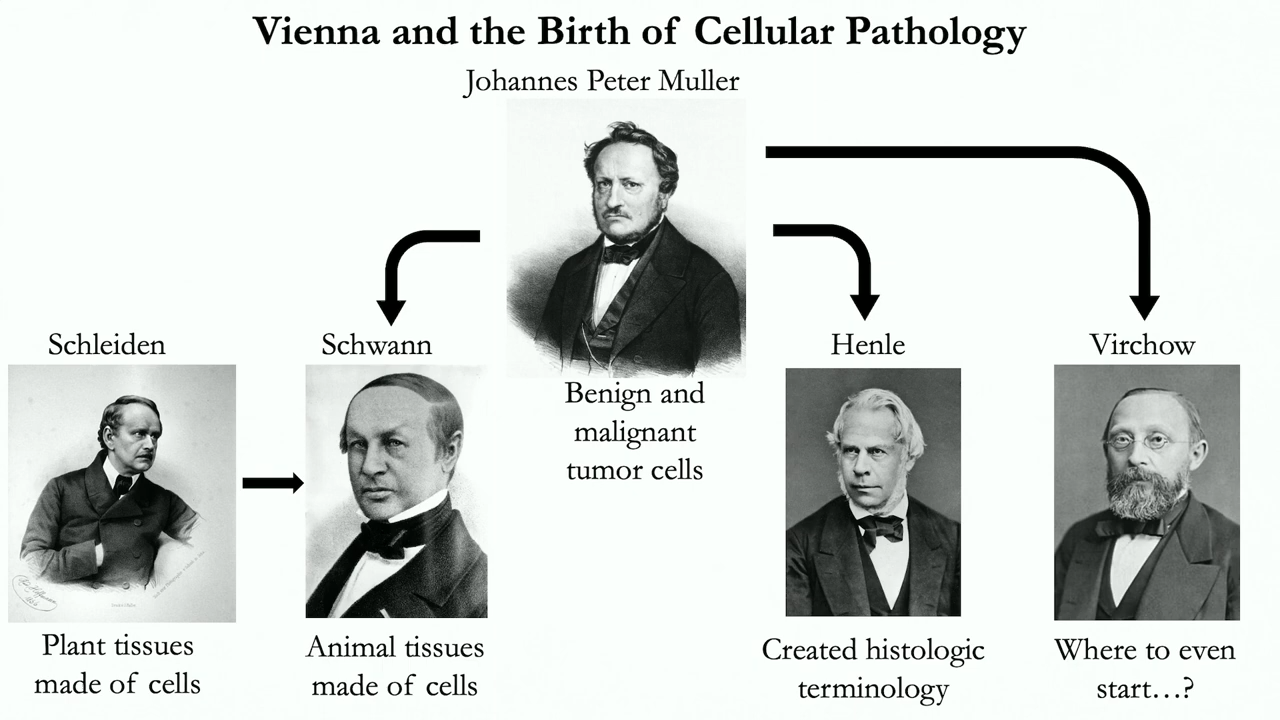 Vienna and the Birth of Cellular Pathology
Johannes Peter Muller
Schleiden
Schwann
Henle
Virchow
Benign and
malignant
tumor cells
Plant tissues
made of cells
Animal tissues
made of cells
Created histologic
terminology
Where to even
start...?